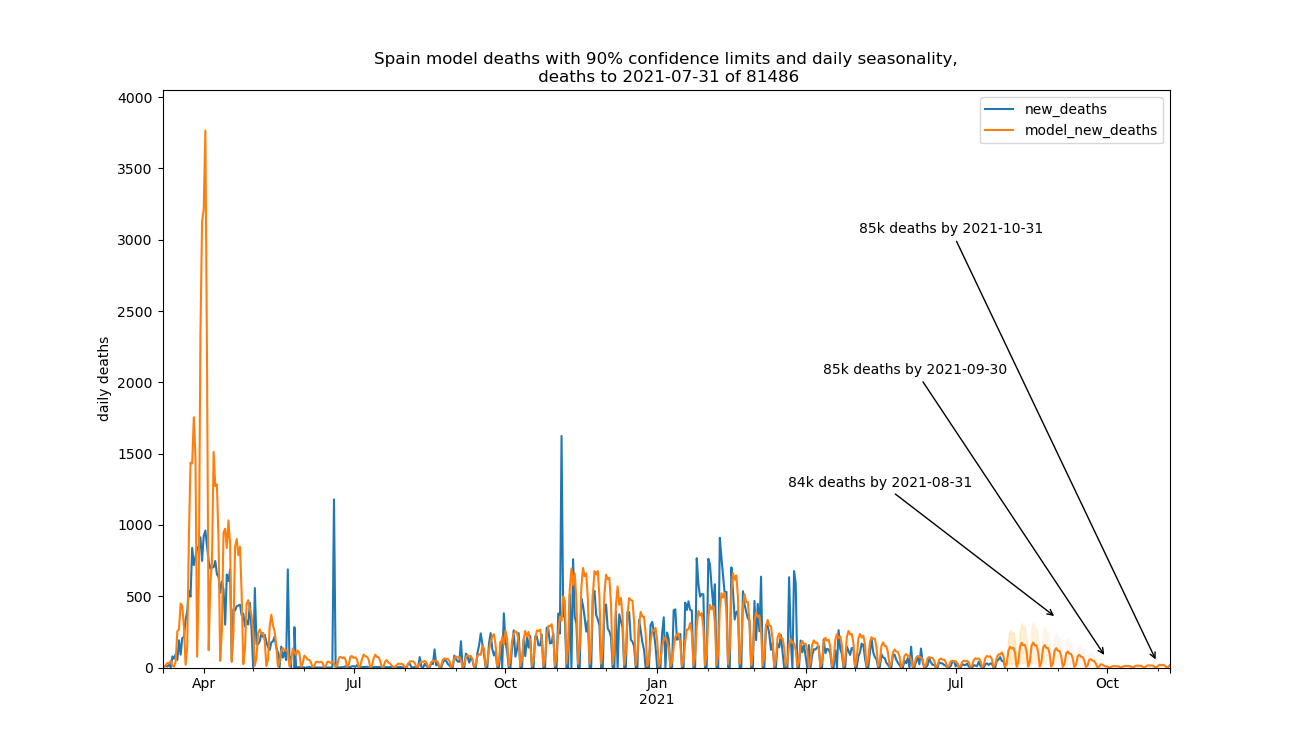 Spain model deaths with 90% confidence limits and daily seasonality,
deaths to 2021-07-31 of 81486
new_deaths
model_new_deaths
daily deaths
4000
3500
3000
2500
2000
1500
1000
500
0
85k deaths by 2021-10-31
85k deaths by 2021-09-30
84k deaths by 2021-08-31
Apr
Jul
Oct
Jan
2021
Apr
Jul
Oct